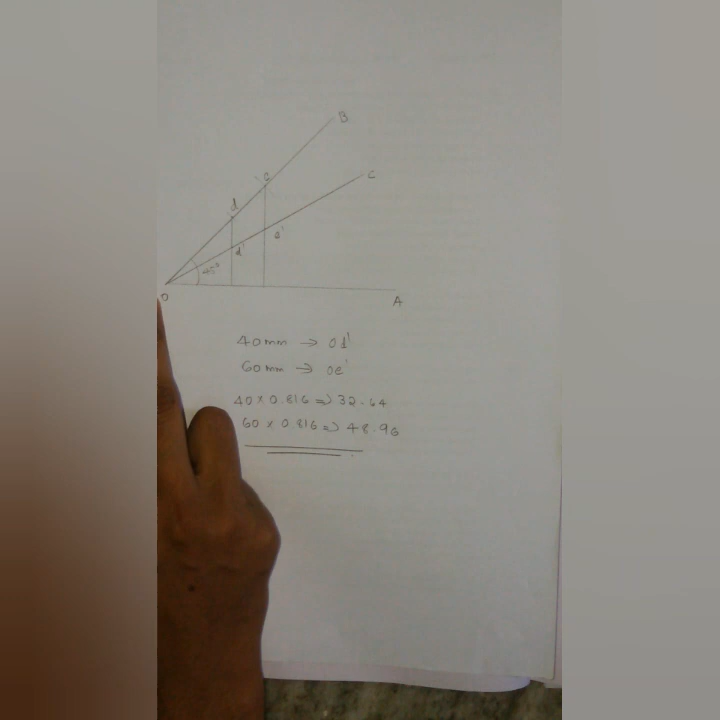 B
e
C
d
e'
d'
45°
O
A
40mm → od'
60mm → oe'
40 x 0.816 => 32.64
60 x 0.816 => 48.96